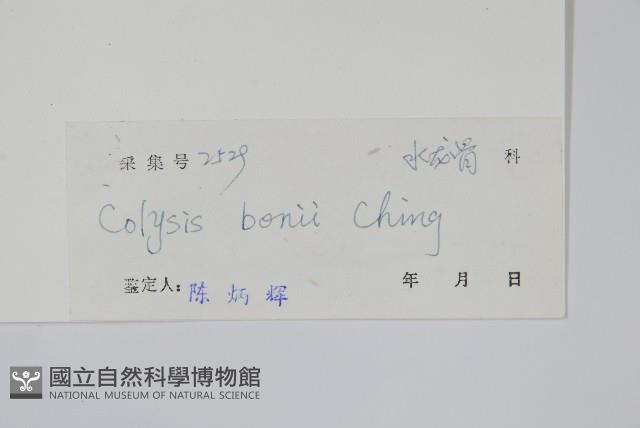 采集号 2529 水龙骨 科
Colysis bonii Ching
鉴定人: 陈炳辉 年 月 日
國立自然科學博物館
NATIONAL MUSEUM OF NATURAL SCIENCE